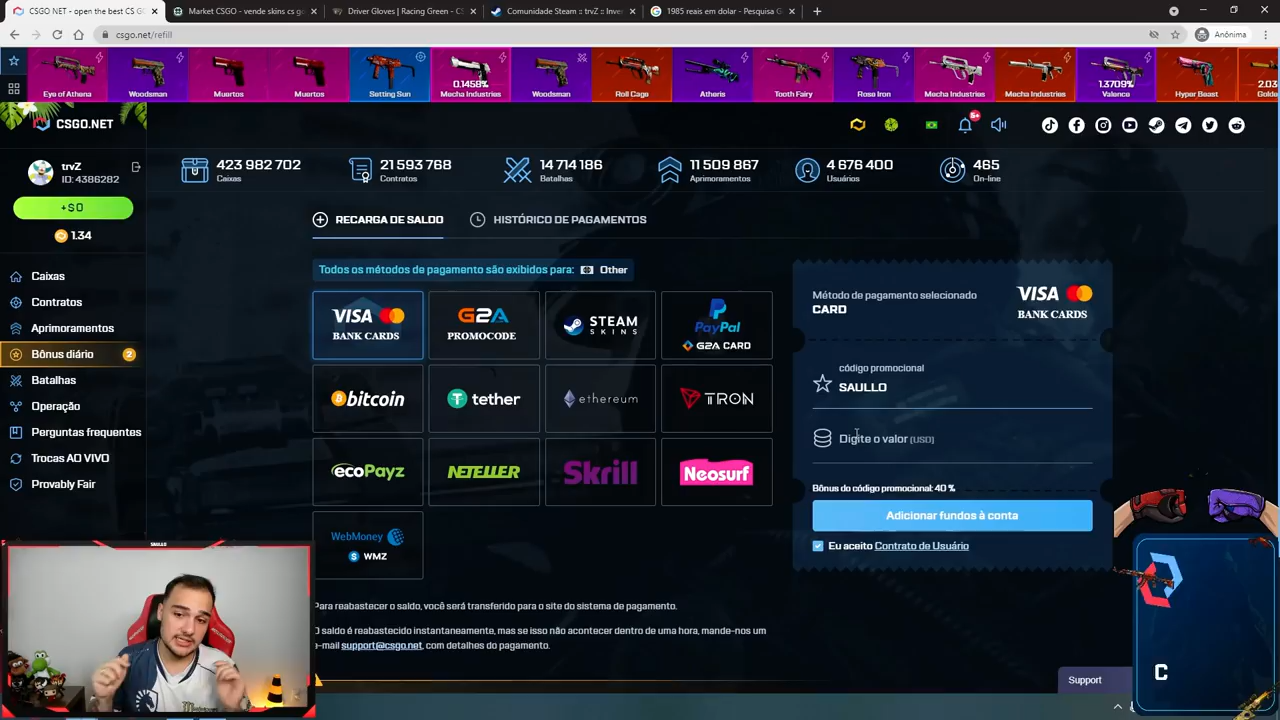 CSGO NET - open the best CS G
Market CSGO - vende skins cs g
Driver Gloves | Racing Green - CS
Comunidade Steam :: trvZ :: Inve
1985 reais em dolar - Pesquisa G
csgo.net/refill
Anônima
Eye of Athena
Woodsman
Muertos
Muertos
Setting Sun
0.1458%
Mecha Industries
Woodsman
Roll Cage
Atheris
Tooth Fairy
Rose Iron
Mecha Industries
Mecha Industries
1.3709%
Valence
Hyper Beast
2.03
Golde
CSGO.NET
5+
trvZ
ID: 4386282
+$0
1.34
423 982 702
Caixas
21 593 768
Contratos
14 714 186
Batalhas
11 509 867
Aprimoramentos
4 676 400
Usuários
465
On-line
Caixas
Contratos
Aprimoramentos
Bônus diário
2
Batalhas
Operação
Perguntas frequentes
Trocas AO VIVO
Provably Fair
RECARGA DE SALDO
HISTÓRICO DE PAGAMENTOS
Todos os métodos de pagamento são exibidos para: Other
VISA
BANK CARDS
G2A
PROMOCODE
STEAM
SKINS
PayPal
G2A CARD
bitcoin
tether
ethereum
TRON
ecoPayz
NETELLER
Skrill
Neosurf
WebMoney
WMZ
Para reabastecer o saldo, você será transferido para o site do sistema de pagamento.
O saldo é reabastecido instantaneamente, mas se isso não acontecer dentro de uma hora, mande-nos um
e-mail support@csgo.net, com detalhes do pagamento.
Método de pagamento selecionado
CARD
VISA
BANK CARDS
código promocional
SAULLO
Digite o valor (USD)
Bônus do código promocional: 40 %
Adicionar fundos à conta
Eu aceito Contrato de Usuário
SAULLO
Support
C